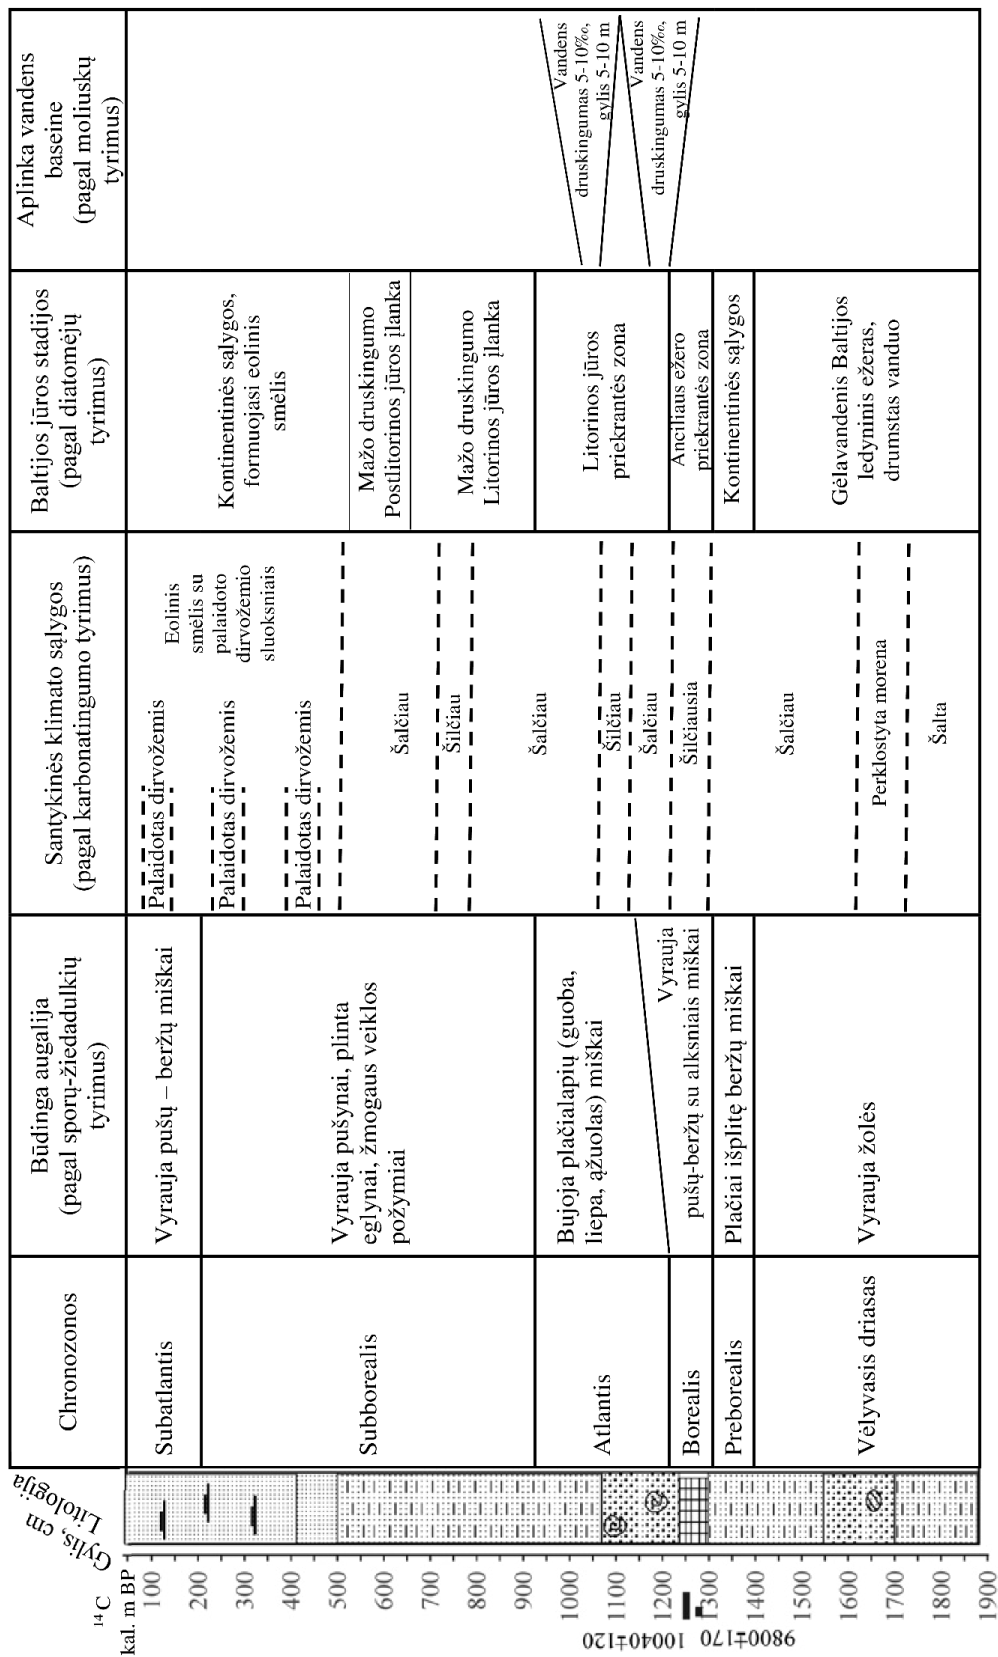 ¹⁴C
kal. m BP
Gylis, cm
Litologija
Chronozonos
Būdinga augalija
(pagal sporų-žiedadulkių
tyrimus)
Santykinės klimato sąlygos
(pagal karbonatingumo tyrimus)
Baltijos jūros stadijos
(pagal diatomėjų
tyrimus)
Aplinka vandens
baseine
(pagal moliuskų
tyrimus)
100
200
300
400
500
600
700
800
900
1000
1100
1200
1300
1400
1500
1600
1700
1800
1900
10040±120
9800±170
Subatlantis
Subborealis
Atlantis
Borealis
Preborealis
Vėlyvasis driasas
Vyrauja pušų – beržų miškai
Vyrauja pušynai, plinta
eglynai, žmogaus veiklos
požymiai
Bujoja plačialapių (guoba,
liepa, ąžuolas) miškai
Vyrauja
pušų-beržų su alksniais miškai
Plačiai išplitę beržų miškai
Vyrauja žolės
Palaidotas dirvožemis
Palaidotas dirvožemis
Palaidotas dirvožemis
Eolinis
smėlis su
palaidoto
dirvožemio
sluoksniais
Šalčiau
Šilčiau
Šalčiau
Šilčiau
Šalčiau
Šilčiausia
Šalčiau
Perklostyta morena
Šalta
Kontinentinės sąlygos,
formuojasi eolinis
smėlis
Mažo druskingumo
Postlitorinos jūros įlanka
Mažo druskingumo
Litorinos jūros įlanka
Litorinos jūros
priekrantės zona
Anciliaus ežero
priekrantės zona
Kontinentinės sąlygos
Gėlavandenis Baltijos
ledyninis ežeras,
drumstas vanduo
Vandens
druskingumas 5-10‰,
gylis 5-10 m
Vandens
druskingumas 5-10‰,
gylis 5-10 m